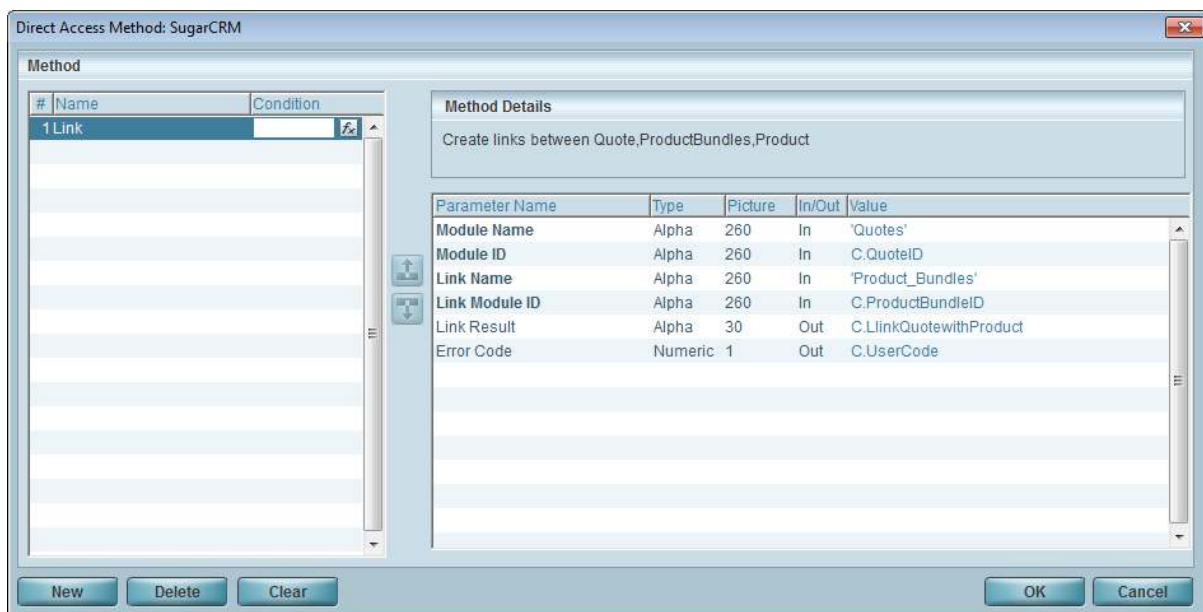 Direct Access Method: SugarCRM
Method
# Name Condition
1 Link fx
Method Details
Create links between Quote,ProductBundles,Product
Parameter Name Type Picture In/Out Value
Module Name Alpha 260 In 'Quotes'
Module ID Alpha 260 In C.QuoteID
Link Name Alpha 260 In 'Product_Bundles'
Link Module ID Alpha 260 In C.ProductBundleID
Link Result Alpha 30 Out C.LlinkQuotewithProduct
Error Code Numeric 1 Out C.UserCode
New Delete Clear OK Cancel